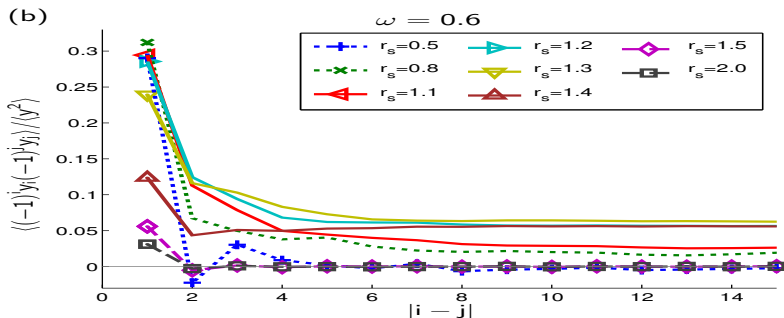 (b)
ω = 0.6
⟨(−1)^i y_i(−1)^j y_j⟩/⟨y^2⟩
0.3
0.25
0.2
0.15
0.1
0.05
0
r_s=0.5
r_s=0.8
r_s=1.1
r_s=1.2
r_s=1.3
r_s=1.4
r_s=1.5
r_s=2.0
0 2 4 6 8 10 12 14
|i − j|